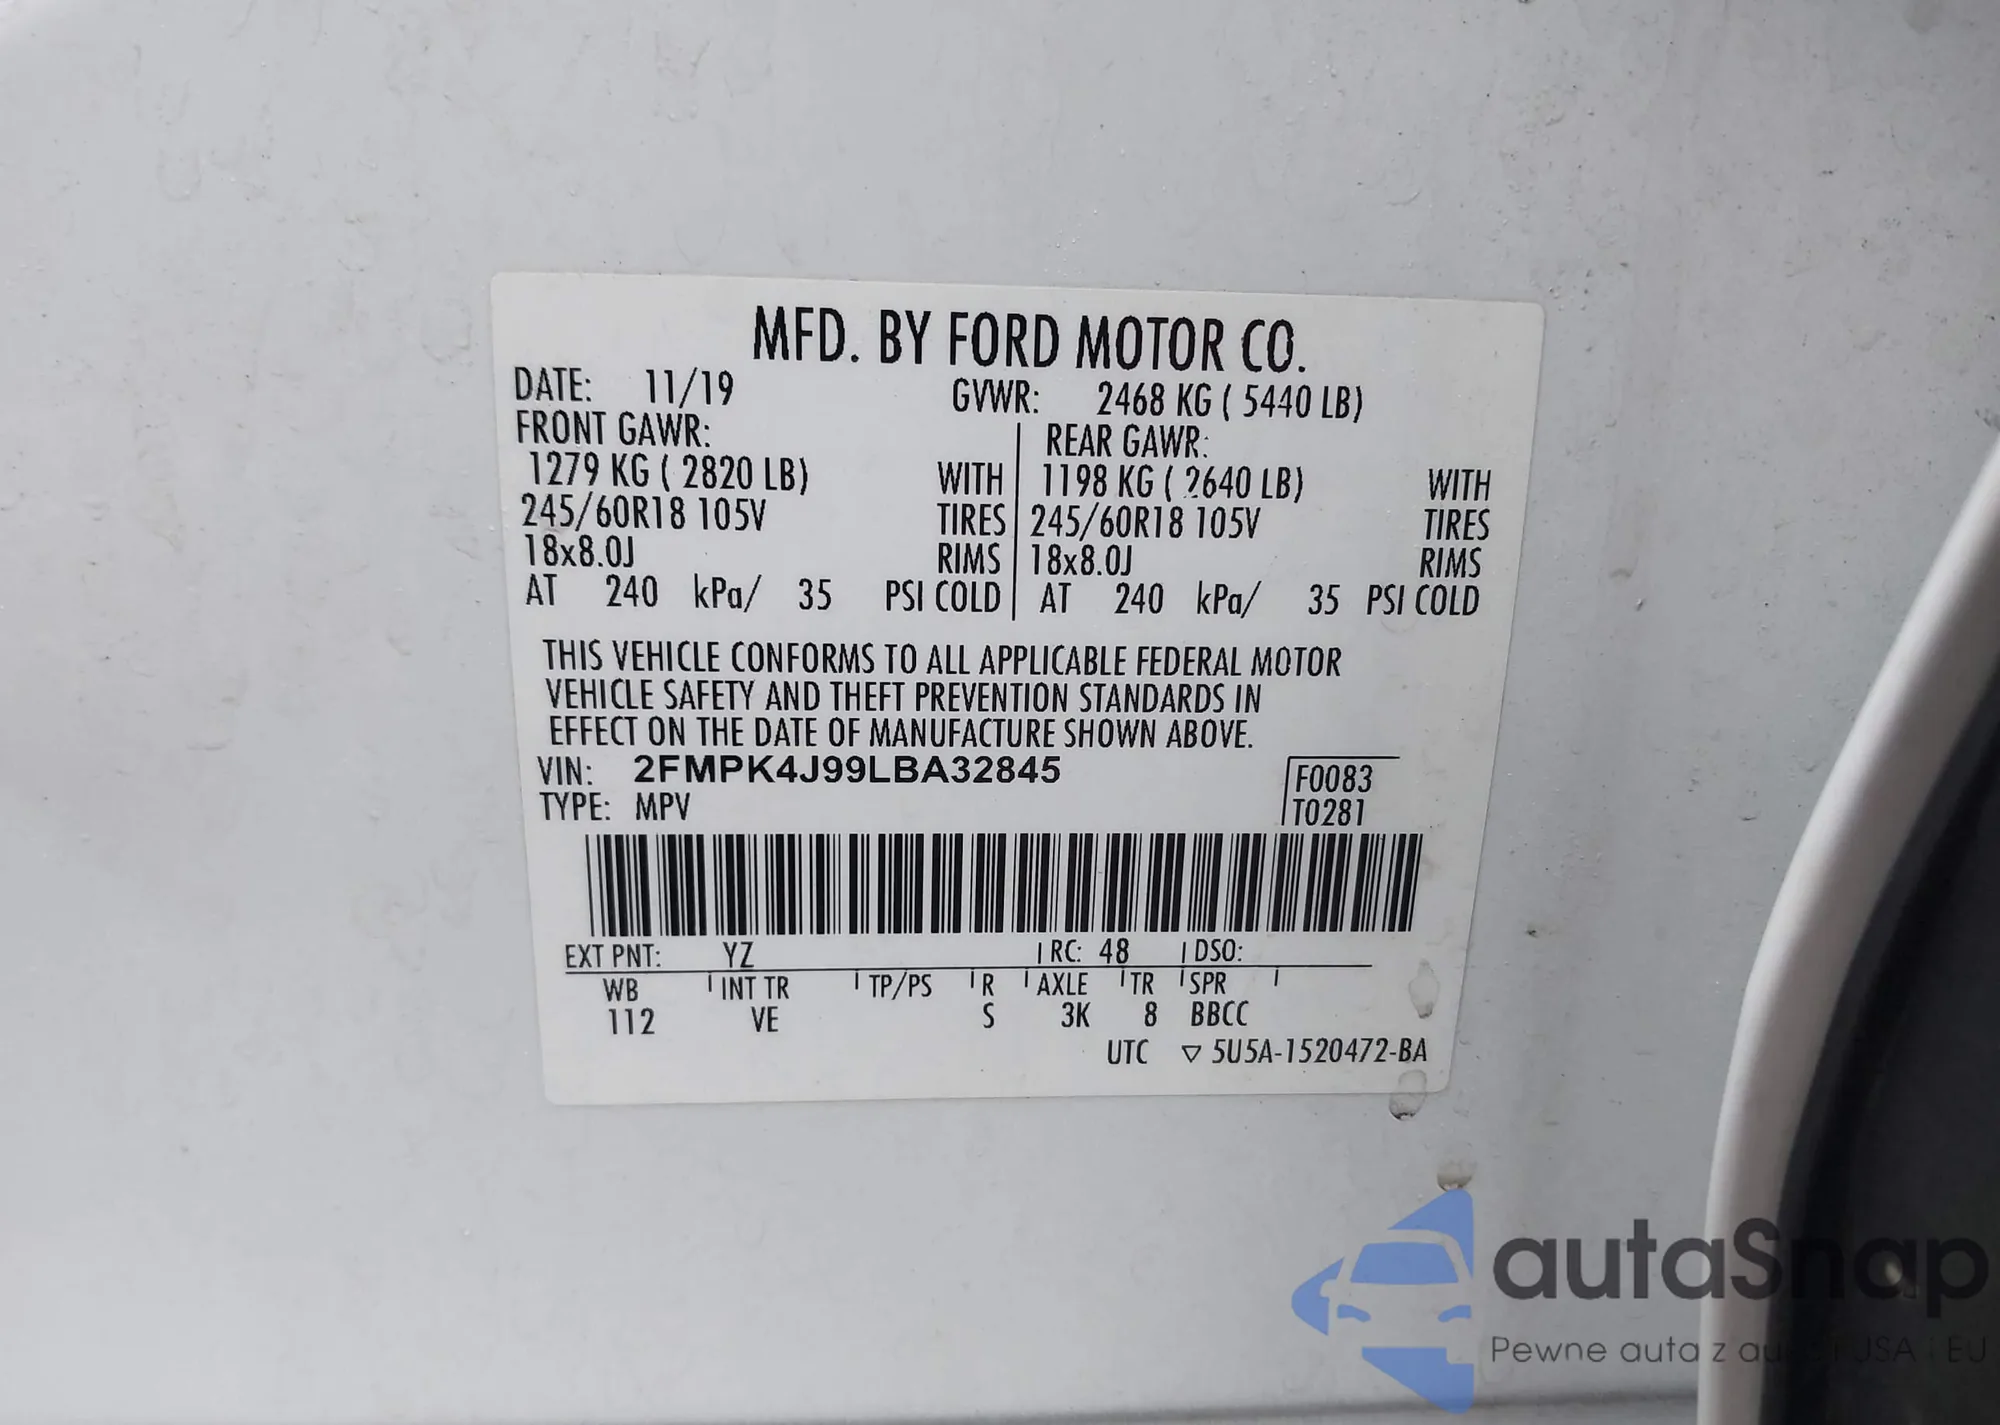 MFD. BY FORD MOTOR CO.
DATE: 11/19 GVWR: 2468 KG ( 5440 LB)
FRONT GAWR: REAR GAWR:
1279 KG ( 2820 LB) WITH 1198 KG ( 2640 LB) WITH
245/60R18 105V TIRES 245/60R18 105V TIRES
18x8.0J RIMS 18x8.0J RIMS
AT 240 kPa/ 35 PSI COLD AT 240 kPa/ 35 PSI COLD
THIS VEHICLE CONFORMS TO ALL APPLICABLE FEDERAL MOTOR
VEHICLE SAFETY AND THEFT PREVENTION STANDARDS IN
EFFECT ON THE DATE OF MANUFACTURE SHOWN ABOVE.
VIN: 2FMPK4J99LBA32845 F0083
TYPE: MPV T0281
EXT PNT: YZ RC: 48 DSO:
WB INT TR TP/PS R AXLE TR SPR
112 VE S 3K 8 BBCC
UTC ▽ 5U5A-1520472-BA
autaSnap
Pewne auta z USA i EU